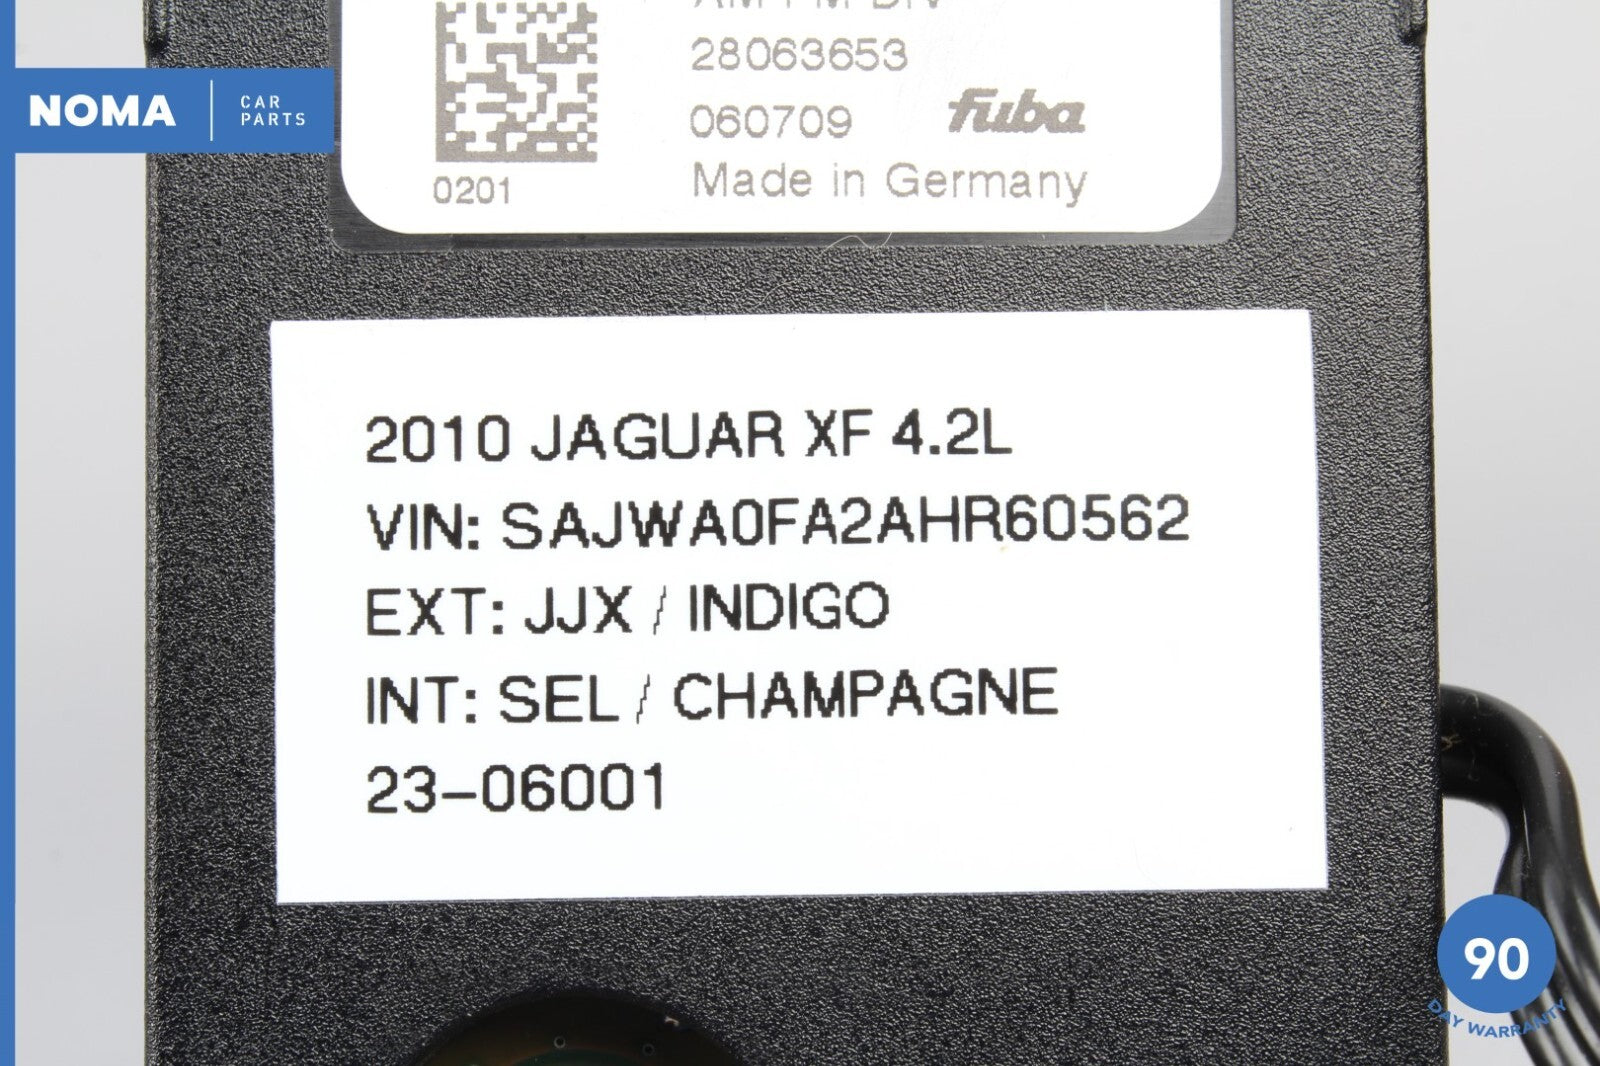 28063653
060709
fuba
Made in Germany
0201
NOMA
CAR
PARTS
2010 JAGUAR XF 4.2L
VIN: SAJWA0FA2AHR60562
EXT: JJX / INDIGO
INT: SEL / CHAMPAGNE
23-06001
90
DAY WARRANTY